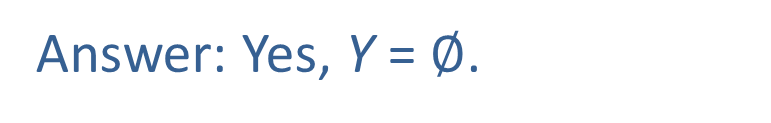 Answer: Yes, Y = Ø.